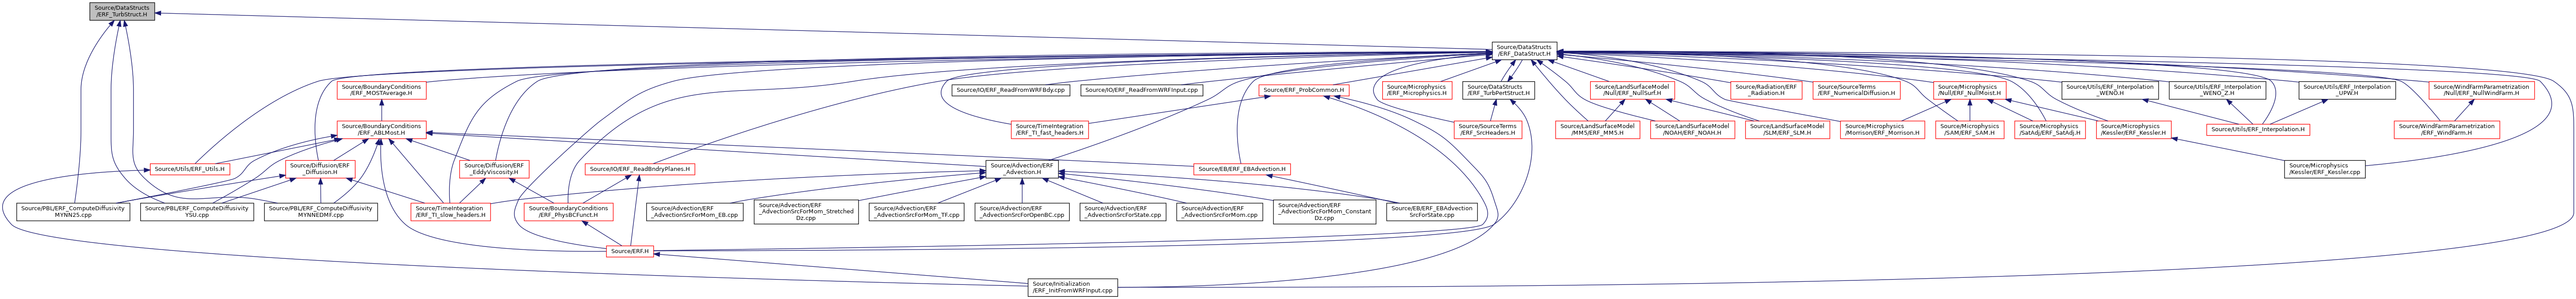 Source/DataStructs
/ERF_TurbStruct.H
Source/DataStructs
/ERF_DataStruct.H
Source/BoundaryConditions
/ERF_MOSTAverage.H
Source/IO/ERF_ReadFromWRFBdy.cpp
Source/IO/ERF_ReadFromWRFInput.cpp
Source/ERF_ProbCommon.H
Source/Microphysics
/ERF_Microphysics.H
Source/DataStructs
/ERF_TurbPertStruct.H
Source/LandSurfaceModel
/Null/ERF_NullSurf.H
Source/Radiation/ERF
_Radiation.H
Source/SourceTerms
/ERF_NumericalDiffusion.H
Source/Microphysics
/Null/ERF_NullMoist.H
Source/Utils/ERF_Interpolation
_WENO.H
Source/Utils/ERF_Interpolation
_WENO_Z.H
Source/Utils/ERF_Interpolation
_UPW.H
Source/WindFarmParametrization
/Null/ERF_NullWindFarm.H
Source/BoundaryConditions
/ERF_ABLMost.H
Source/TimeIntegration
/ERF_TI_fast_headers.H
Source/SourceTerms
/ERF_SrcHeaders.H
Source/LandSurfaceModel
/MM5/ERF_MM5.H
Source/LandSurfaceModel
/NOAH/ERF_NOAH.H
Source/LandSurfaceModel
/SLM/ERF_SLM.H
Source/Microphysics
/Morrison/ERF_Morrison.H
Source/Microphysics
/SAM/ERF_SAM.H
Source/Microphysics
/SatAdj/ERF_SatAdj.H
Source/Microphysics
/Kessler/ERF_Kessler.H
Source/Utils/ERF_Interpolation.H
Source/WindFarmParametrization
/ERF_WindFarm.H
Source/Utils/ERF_Utils.H
Source/Diffusion/ERF
_Diffusion.H
Source/Diffusion/ERF
_EddyViscosity.H
Source/IO/ERF_ReadBndryPlanes.H
Source/Advection/ERF
_Advection.H
Source/EB/ERF_EBAdvection.H
Source/Microphysics
/Kessler/ERF_Kessler.cpp
Source/PBL/ERF_ComputeDiffusivity
MYNN25.cpp
Source/PBL/ERF_ComputeDiffusivity
YSU.cpp
Source/PBL/ERF_ComputeDiffusivity
MYNNEDMF.cpp
Source/TimeIntegration
/ERF_TI_slow_headers.H
Source/BoundaryConditions
/ERF_PhysBCFunct.H
Source/Advection/ERF
_AdvectionSrcForMom_EB.cpp
Source/Advection/ERF
_AdvectionSrcForMom_Stretched
Dz.cpp
Source/Advection/ERF
_AdvectionSrcForMom_TF.cpp
Source/Advection/ERF
_AdvectionSrcForOpenBC.cpp
Source/Advection/ERF
_AdvectionSrcForState.cpp
Source/Advection/ERF
_AdvectionSrcForMom.cpp
Source/Advection/ERF
_AdvectionSrcForMom_Constant
Dz.cpp
Source/EB/ERF_EBAdvection
SrcForState.cpp
Source/ERF.H
Source/Initialization
/ERF_InitFromWRFInput.cpp